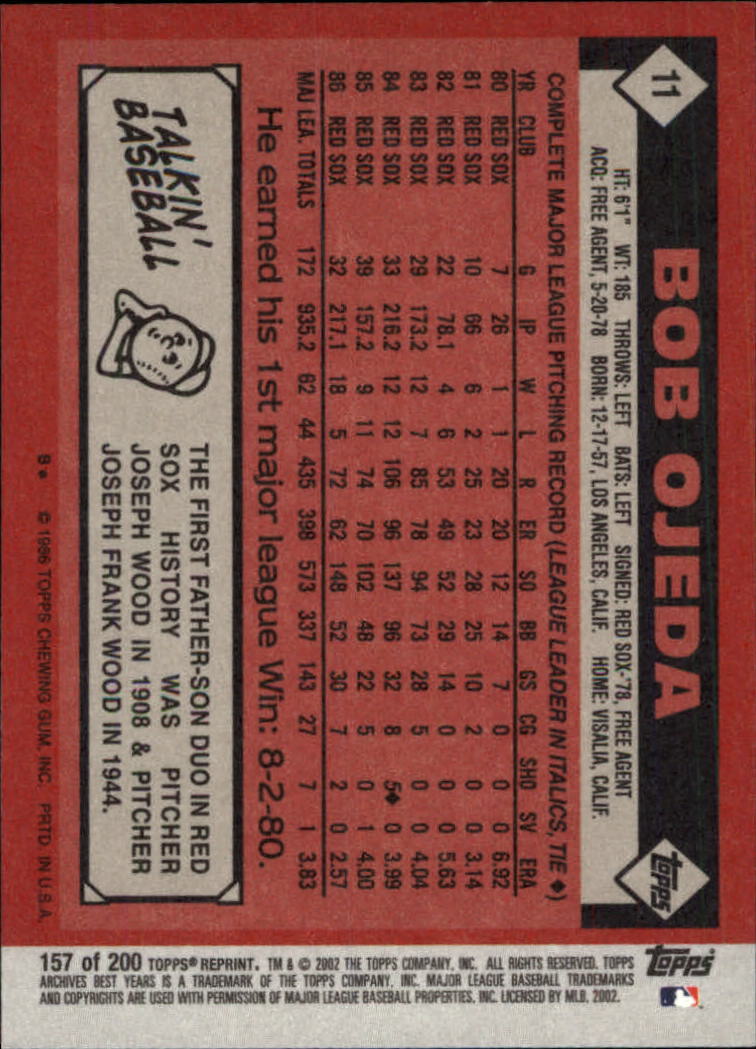 11
BOB OJEDA
topps
HT: 6'1" WT: 185 THROWS: LEFT BATS: LEFT SIGNED: RED SOX-'78, FREE AGENT
ACQ: FREE AGENT, 5-20-78 BORN: 12-17-57, LOS ANGELES, CALIF. HOME: VISALIA, CALIF.
COMPLETE MAJOR LEAGUE PITCHING RECORD (LEAGUE LEADER IN ITALICS, TIE ◆)
YR CLUB G IP W L R ER SO BB GS CG SHO SV ERA
80 RED SOX 7 26 1 1 20 20 12 14 7 0 0 0 6.92
81 RED SOX 10 66 6 2 25 23 28 25 10 2 0 0 3.14
82 RED SOX 22 78.1 4 6 53 49 52 29 14 0 0 0 5.63
83 RED SOX 29 173.2 12 7 85 78 94 73 28 5 0 0 4.04
84 RED SOX 33 216.2 12 12 106 96 137 96 32 8 5◆ 0 3.99
85 RED SOX 39 157.2 9 11 74 70 102 48 22 5 0 1 4.00
86 RED SOX 32 217.1 18 5 72 62 148 52 30 7 2 0 2.57
MAJ LEA. TOTALS 172 935.2 62 44 435 398 573 337 143 27 7 1 3.83
He earned his 1st major league Win: 8-2-80.
TALKIN'
BASEBALL
THE FIRST FATHER-SON DUO IN RED
SOX HISTORY WAS PITCHER
JOSEPH WOOD IN 1908 & PITCHER
JOSEPH FRANK WOOD IN 1944.
B* © 1986 TOPPS CHEWING GUM, INC. PRTD. IN U.S.A.
157 of 200 TOPPS® REPRINT. TM & © 2002 THE TOPPS COMPANY, INC. ALL RIGHTS RESERVED. TOPPS
ARCHIVES BEST YEARS IS A TRADEMARK OF THE TOPPS COMPANY, INC. MAJOR LEAGUE BASEBALL TRADEMARKS
AND COPYRIGHTS ARE USED WITH PERMISSION OF MAJOR LEAGUE BASEBALL PROPERTIES, INC. LICENSED BY MLB, 2002.
topps